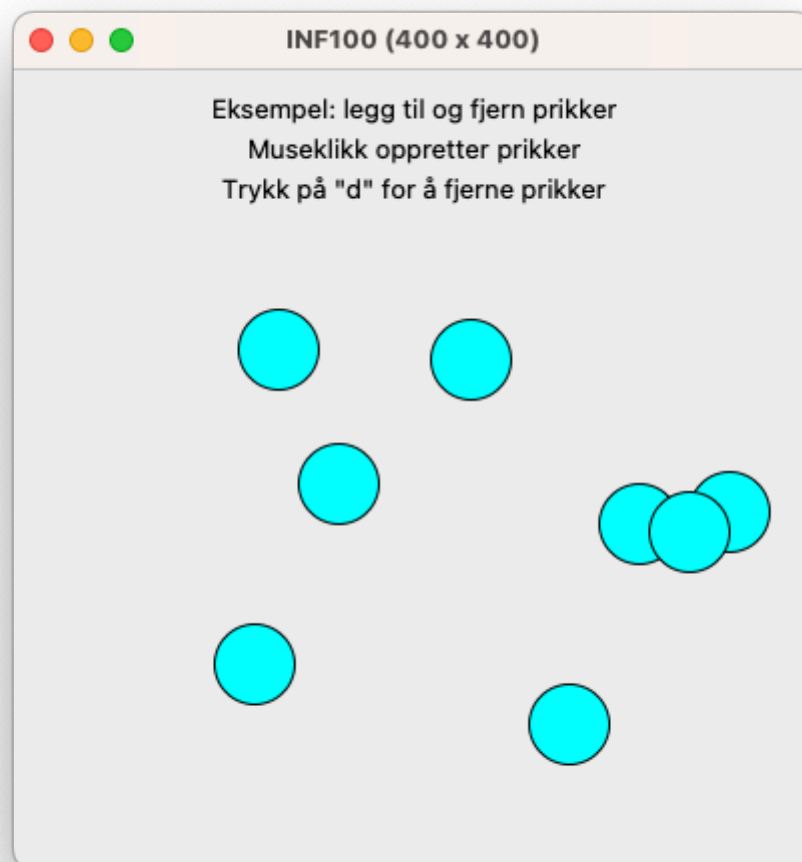 INF100 (400 x 400)
Eksempel: legg til og fjern prikker
Museklikk oppretter prikker
Trykk på "d" for å fjerne prikker